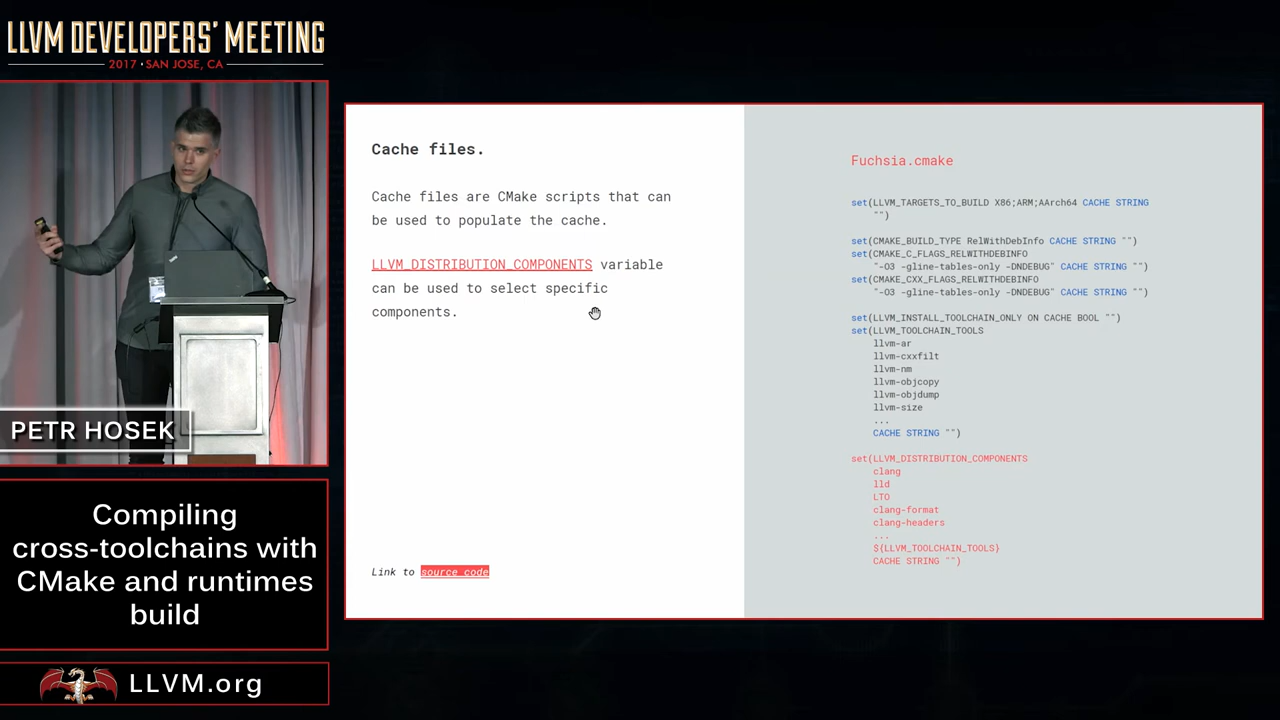 LLVM DEVELOPERS' MEETING
2017 • SAN JOSE, CA
PETR HOSEK
Compiling
cross-toolchains with
CMake and runtimes
build
LLVM.org
Cache files.
Cache files are CMake scripts that can
be used to populate the cache.
LLVM_DISTRIBUTION_COMPONENTS variable
can be used to select specific
components.
Link to source code
Fuchsia.cmake
set(LLVM_TARGETS_TO_BUILD X86;ARM;AArch64 CACHE STRING
"")
set(CMAKE_BUILD_TYPE RelWithDebInfo CACHE STRING "")
set(CMAKE_C_FLAGS_RELWITHDEBINFO
"-O3 -gline-tables-only -DNDEBUG" CACHE STRING "")
set(CMAKE_CXX_FLAGS_RELWITHDEBINFO
"-O3 -gline-tables-only -DNDEBUG" CACHE STRING "")
set(LLVM_INSTALL_TOOLCHAIN_ONLY ON CACHE BOOL "")
set(LLVM_TOOLCHAIN_TOOLS
llvm-ar
llvm-cxxfilt
llvm-nm
llvm-objcopy
llvm-objdump
llvm-size
...
CACHE STRING "")
set(LLVM_DISTRIBUTION_COMPONENTS
clang
lld
LTO
clang-format
clang-headers
...
${LLVM_TOOLCHAIN_TOOLS}
CACHE STRING "")